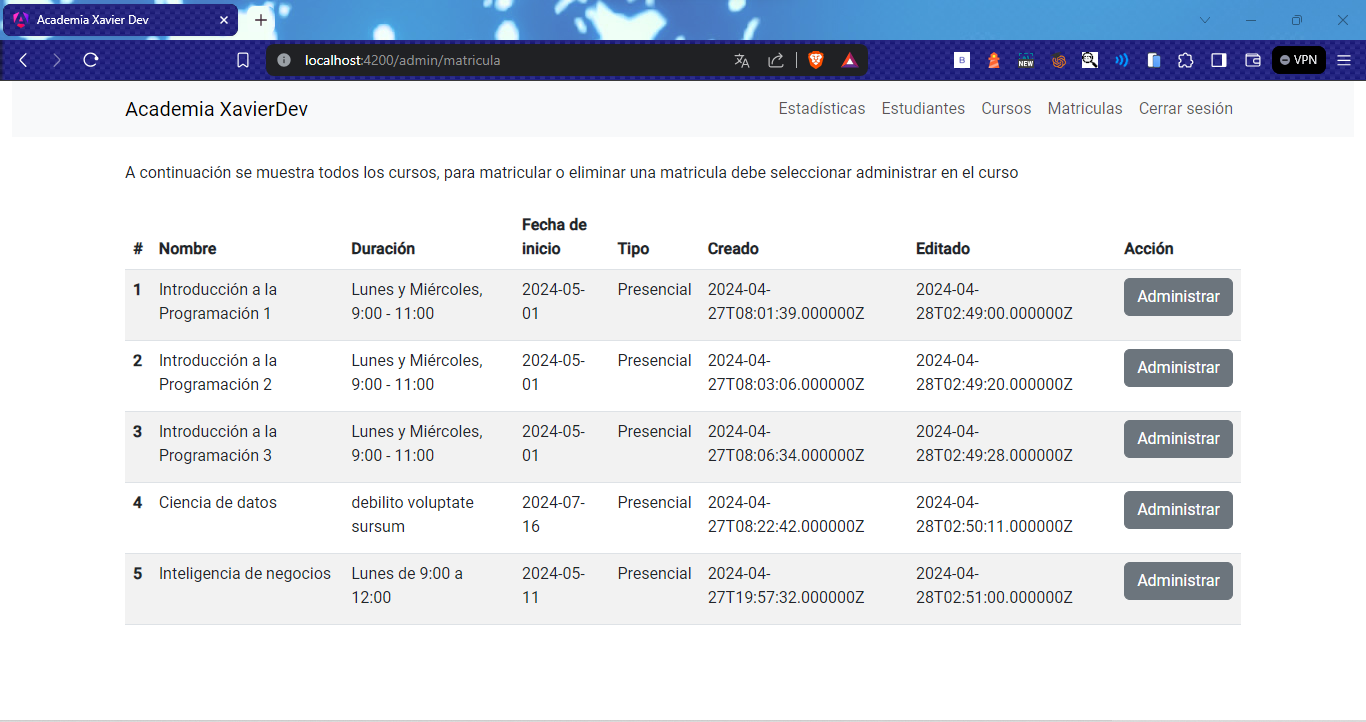 Academia Xavier Dev
localhost:4200/admin/matricula
B
NEW
VPN
Academia XavierDev
Estadísticas Estudiantes Cursos Matriculas Cerrar sesión
A continuación se muestra todos los cursos, para matricular o eliminar una matricula debe seleccionar administrar en el curso
Fecha de
# Nombre Duración inicio Tipo Creado Editado Acción
1 Introducción a la Lunes y Miércoles, 2024-05- Presencial 2024-04- 2024-04- Administrar
Programación 1 9:00 - 11:00 01 27T08:01:39.000000Z 28T02:49:00.000000Z
2 Introducción a la Lunes y Miércoles, 2024-05- Presencial 2024-04- 2024-04- Administrar
Programación 2 9:00 - 11:00 01 27T08:03:06.000000Z 28T02:49:20.000000Z
3 Introducción a la Lunes y Miércoles, 2024-05- Presencial 2024-04- 2024-04- Administrar
Programación 3 9:00 - 11:00 01 27T08:06:34.000000Z 28T02:49:28.000000Z
4 Ciencia de datos debilito voluptate 2024-07- Presencial 2024-04- 2024-04- Administrar
sursum 16 27T08:22:42.000000Z 28T02:50:11.000000Z
5 Inteligencia de negocios Lunes de 9:00 a 2024-05- Presencial 2024-04- 2024-04- Administrar
12:00 11 27T19:57:32.000000Z 28T02:51:00.000000Z